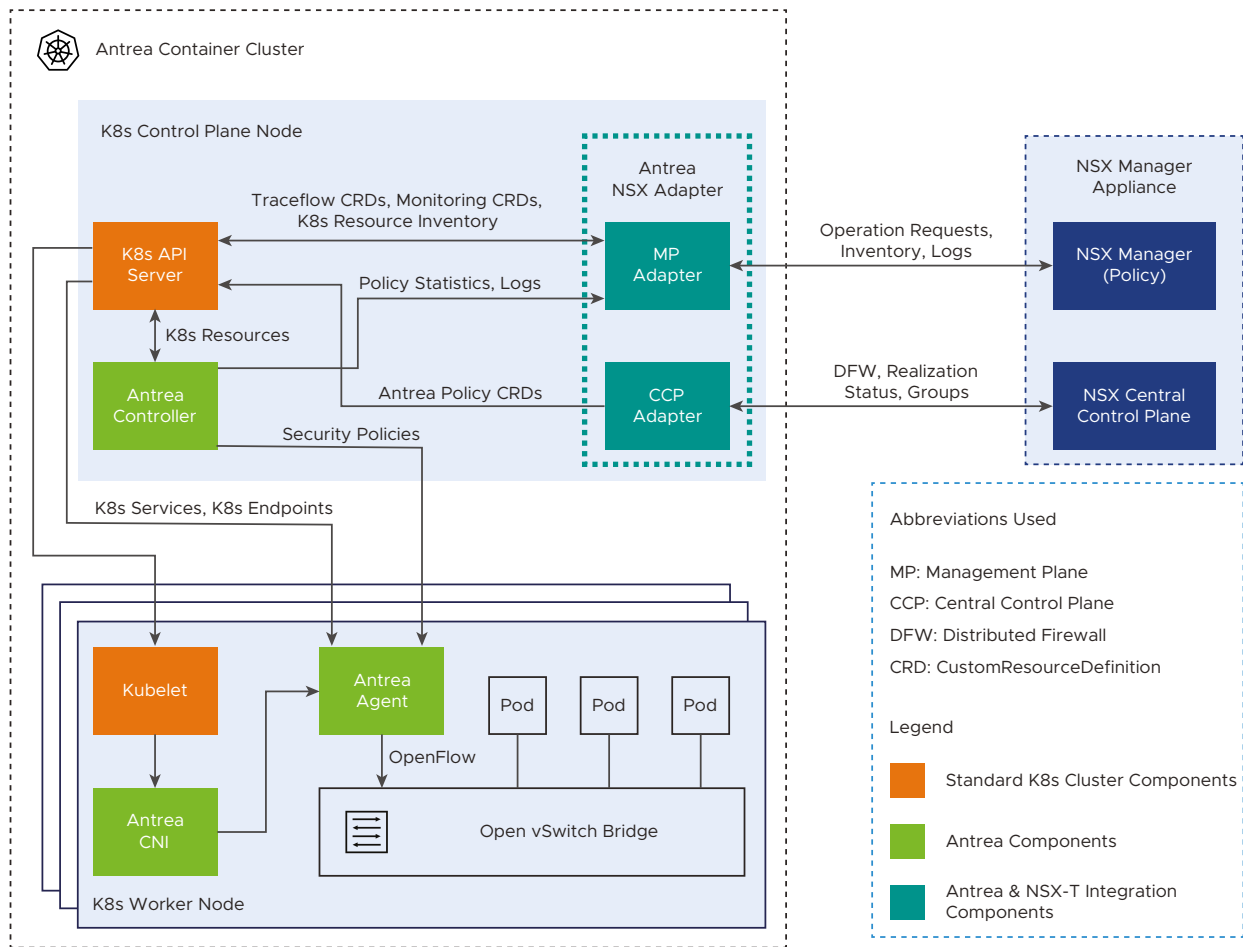 Antrea Container Cluster
K8s Control Plane Node
Antrea
NSX Adapter
NSX Manager
Appliance
Traceflow CRDs, Monitoring CRDs,
K8s Resource Inventory
K8s API
Server
MP
Adapter
Operation Requests,
Inventory, Logs
NSX Manager
(Policy)
Policy Statistics, Logs
K8s Resources
Antrea
Controller
Antrea Policy CRDs
CCP
Adapter
DFW, Realization
Status, Groups
NSX Central
Control Plane
Security Policies
K8s Services, K8s Endpoints
Kubelet
Antrea
Agent
Pod
Pod
Pod
OpenFlow
Antrea
CNI
Open vSwitch Bridge
K8s Worker Node
Abbreviations Used
MP: Management Plane
CCP: Central Control Plane
DFW: Distributed Firewall
CRD: CustomResourceDefinition
Legend
Standard K8s Cluster Components
Antrea Components
Antrea & NSX-T Integration
Components